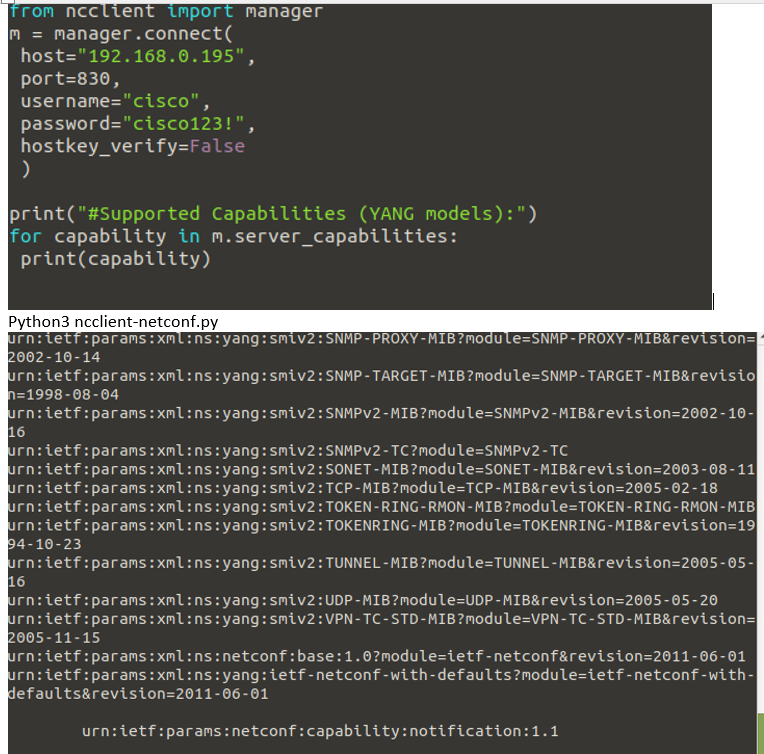 from ncclient import manager
m = manager.connect(
 host="192.168.0.195",
 port=830,
 username="cisco",
 password="cisco123!",
 hostkey_verify=False
 )
print("#Supported Capabilities (YANG models):")
for capability in m.server_capabilities:
 print(capability)
Python3 ncclient-netconf.py
urn:ietf:params:xml:ns:yang:smiv2:SNMP-PROXY-MIB?module=SNMP-PROXY-MIB&revision=
2002-10-14
urn:ietf:params:xml:ns:yang:smiv2:SNMP-TARGET-MIB?module=SNMP-TARGET-MIB&revisio
n=1998-08-04
urn:ietf:params:xml:ns:yang:smiv2:SNMPv2-MIB?module=SNMPv2-MIB&revision=2002-10-
16
urn:ietf:params:xml:ns:yang:smiv2:SNMPv2-TC?module=SNMPv2-TC
urn:ietf:params:xml:ns:yang:smiv2:SONET-MIB?module=SONET-MIB&revision=2003-08-11
urn:ietf:params:xml:ns:yang:smiv2:TCP-MIB?module=TCP-MIB&revision=2005-02-18
urn:ietf:params:xml:ns:yang:smiv2:TOKEN-RING-RMON-MIB?module=TOKEN-RING-RMON-MIB
urn:ietf:params:xml:ns:yang:smiv2:TOKENRING-MIB?module=TOKENRING-MIB&revision=19
94-10-23
urn:ietf:params:xml:ns:yang:smiv2:TUNNEL-MIB?module=TUNNEL-MIB&revision=2005-05-
16
urn:ietf:params:xml:ns:yang:smiv2:UDP-MIB?module=UDP-MIB&revision=2005-05-20
urn:ietf:params:xml:ns:yang:smiv2:VPN-TC-STD-MIB?module=VPN-TC-STD-MIB&revision=
2005-11-15
urn:ietf:params:xml:ns:netconf:base:1.0?module=ietf-netconf&revision=2011-06-01
urn:ietf:params:xml:ns:yang:ietf-netconf-with-defaults?module=ietf-netconf-with-
defaults&revision=2011-06-01
urn:ietf:params:netconf:capability:notification:1.1